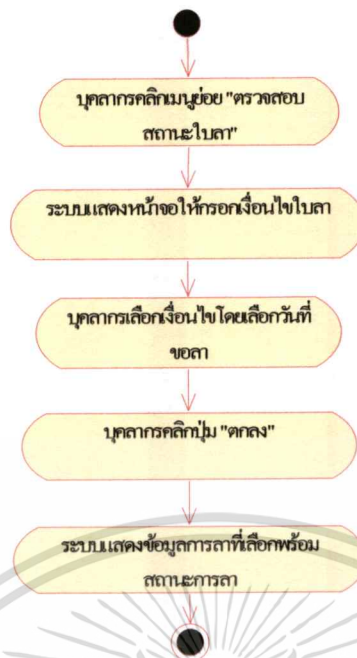 บุคลากรคลิกเมนูย่อย "ตรวจสอบ
สถานะใบลา"
ระบบแสดงหน้าจอให้กรอกเงื่อนไขใบลา
บุคลากรเลือกเงื่อนไขโดยเลือกวันที่
ขอลา
บุคลากรคลิกปุ่ม "ตกลง"
ระบบแสดงข้อมูลการลาที่เลือกพร้อม
สถานะการลา